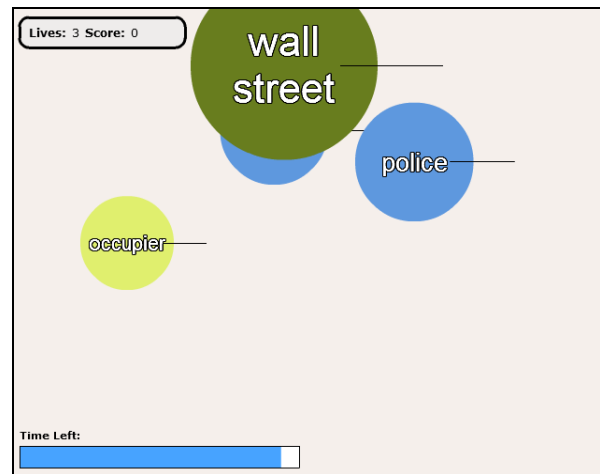 Lives: 3 Score: 0
wall
street
police
occupier
Time Left: